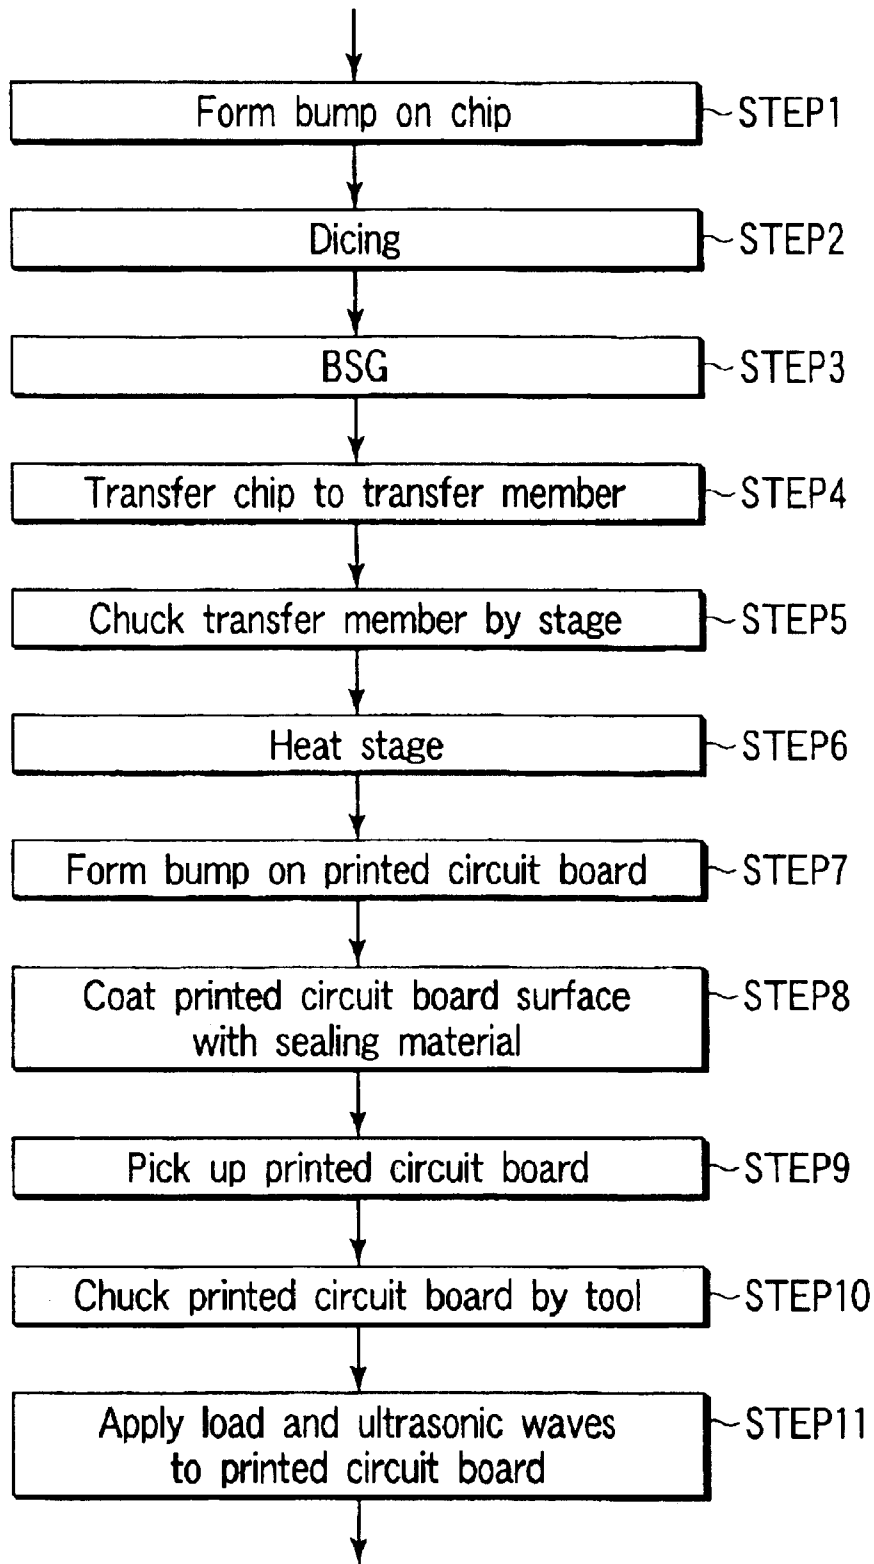 Form bump on chip
STEP1
Dicing
STEP2
BSG
STEP3
Transfer chip to transfer member
STEP4
Chuck transfer member by stage
STEP5
Heat stage
STEP6
Form bump on printed circuit board
STEP7
Coat printed circuit board surface
with sealing material
STEP8
Pick up printed circuit board
STEP9
Chuck printed circuit board by tool
STEP10
Apply load and ultrasonic waves
to printed circuit board
STEP11